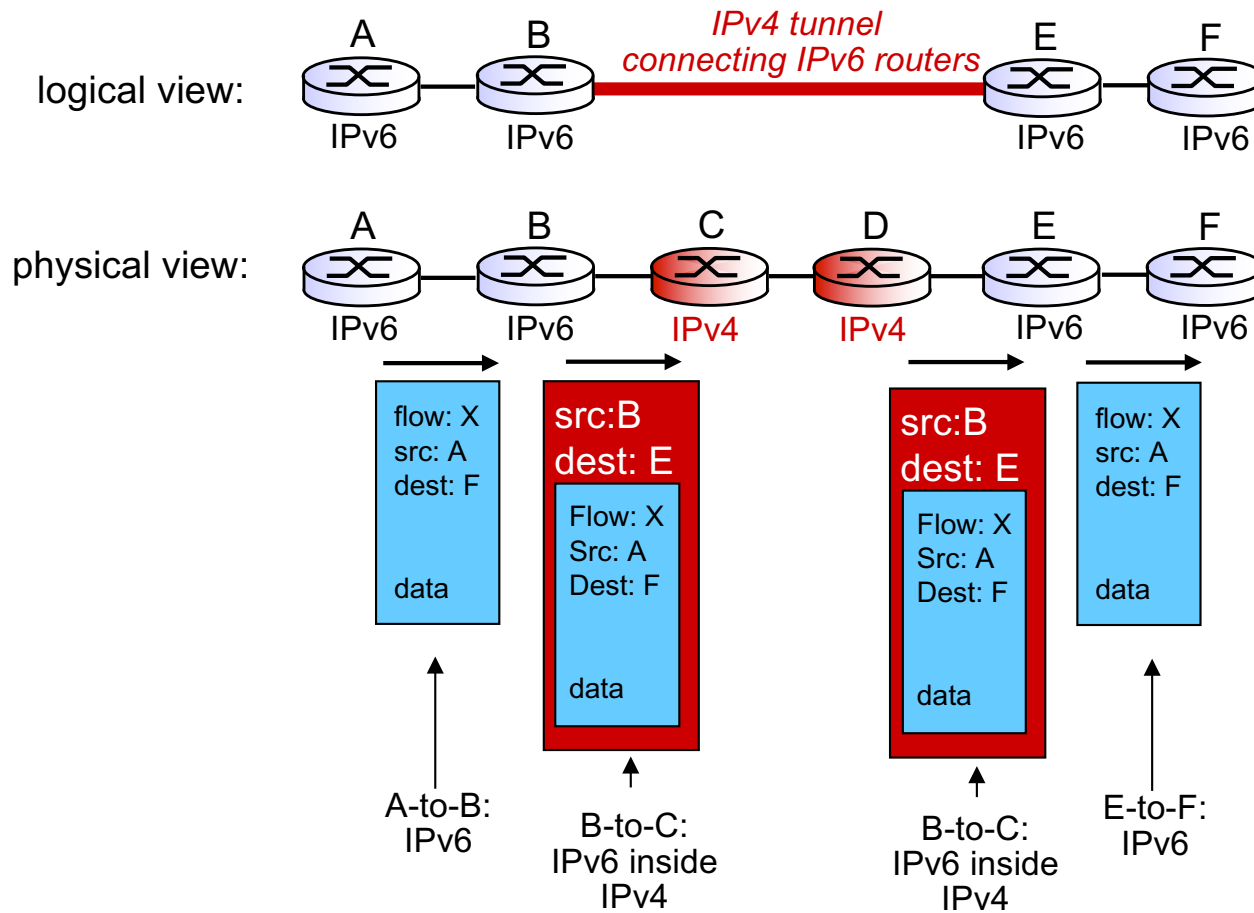 A
B
IPv4 tunnel
connecting IPv6 routers
E
F
logical view:
IPv6
IPv6
IPv6
IPv6
A
B
C
D
E
F
physical view:
IPv6
IPv6
IPv4
IPv4
IPv6
IPv6
flow: X
src: A
dest: F
data
src:B
dest: E
Flow: X
Src: A
Dest: F
data
src:B
dest: E
Flow: X
Src: A
Dest: F
data
flow: X
src: A
dest: F
data
A-to-B:
IPv6
B-to-C:
IPv6 inside
IPv4
B-to-C:
IPv6 inside
IPv4
E-to-F:
IPv6